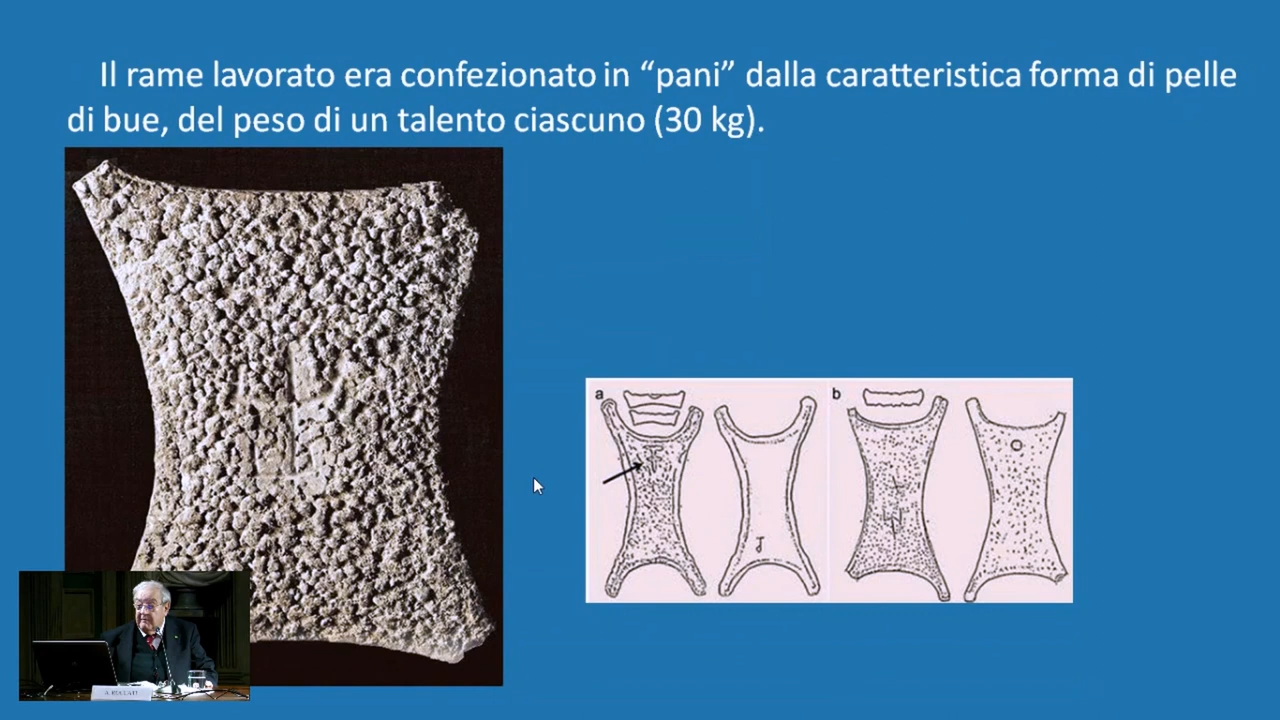 Il rame lavorato era confezionato in “pani” dalla caratteristica forma di pelle
di bue, del peso di un talento ciascuno (30 kg).
a
b
A. ROCCATI